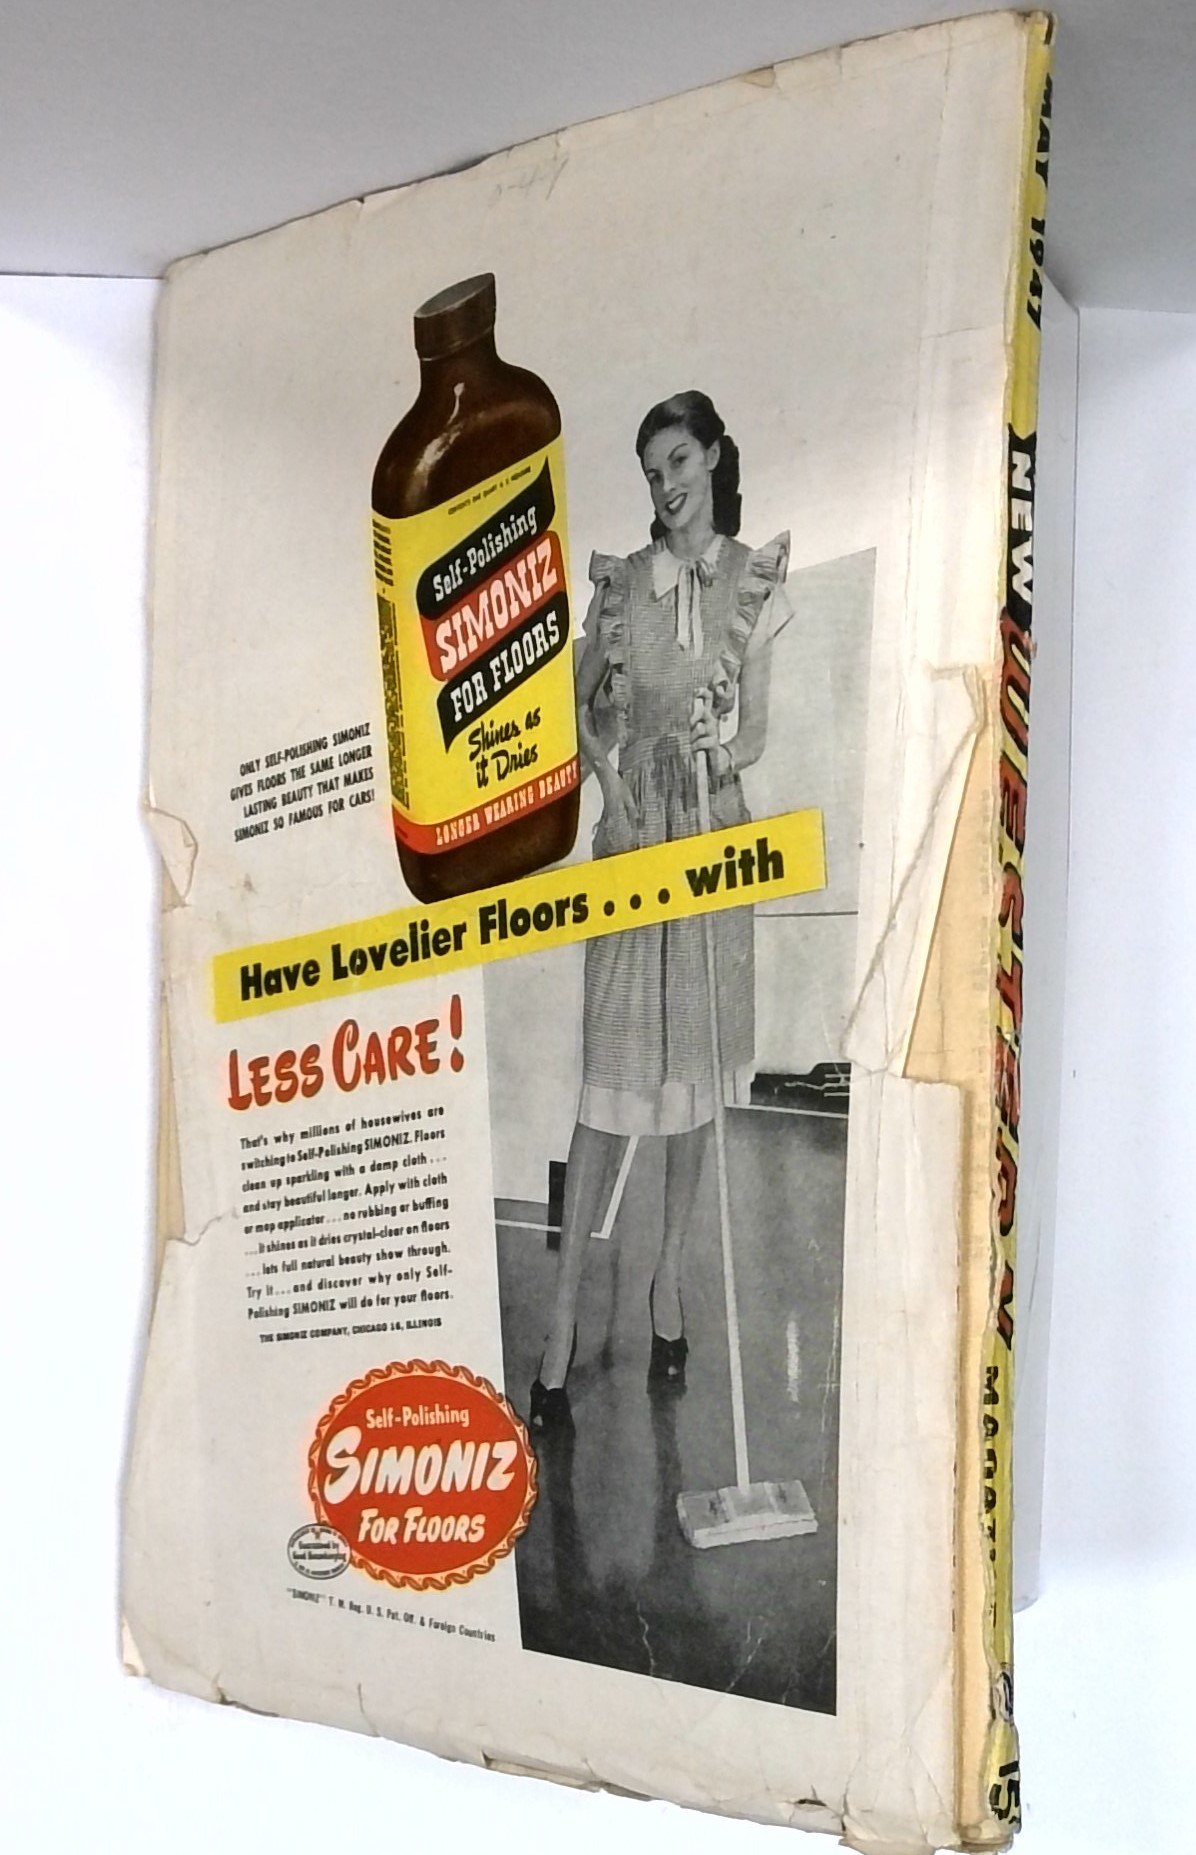 ONLY SELF-POLISHING SIMONIZ
GIVES FLOORS THE SAME LONGER
LASTING BEAUTY THAT MAKES
SIMONIZ SO FAMOUS FOR CARS!
Self-Polishing
SIMONIZ
FOR FLOORS
Shines as
it Dries
LONGER WEARING BEAUTY
Have Lovelier Floors . . . with
LESS CARE!
That's why millions of housewives are
switching to Self-Polishing SIMONIZ. Floors
clean up sparkling with a damp cloth...
and stay beautiful longer. Apply with cloth
or mop applicator...no rubbing or buffing
...it shines as it dries crystal-clear on floors
...lets full natural beauty show through.
Try it...and discover why only Self-
Polishing SIMONIZ will do for your floors.
THE SIMONIZ COMPANY, CHICAGO 16, ILLINOIS
Self-Polishing
SIMONIZ
FOR FLOORS
Guaranteed by
Good Housekeeping
"SIMONIZ" T. M. Reg. U. S. Pat. Off. & Foreign Countries
MAY 1947
NEW WESTERN
15